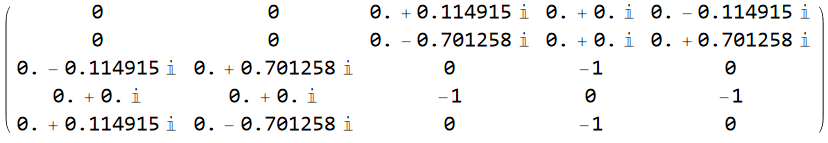 0 0 0. + 0.114915 ⅈ 0. + 0. ⅈ 0. − 0.114915 ⅈ
0 0 0. − 0.701258 ⅈ 0. + 0. ⅈ 0. + 0.701258 ⅈ
0. − 0.114915 ⅈ 0. + 0.701258 ⅈ 0 −1 0
0. + 0. ⅈ 0. + 0. ⅈ −1 0 −1
0. + 0.114915 ⅈ 0. − 0.701258 ⅈ 0 −1 0